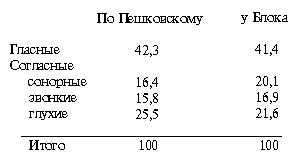 По Пешковскому у Блока
Гласные 42,3 41,4
Согласные
сонорные 16,4 20,1
звонкие 15,8 16,9
глухие 25,5 21,6
Итого 100 100